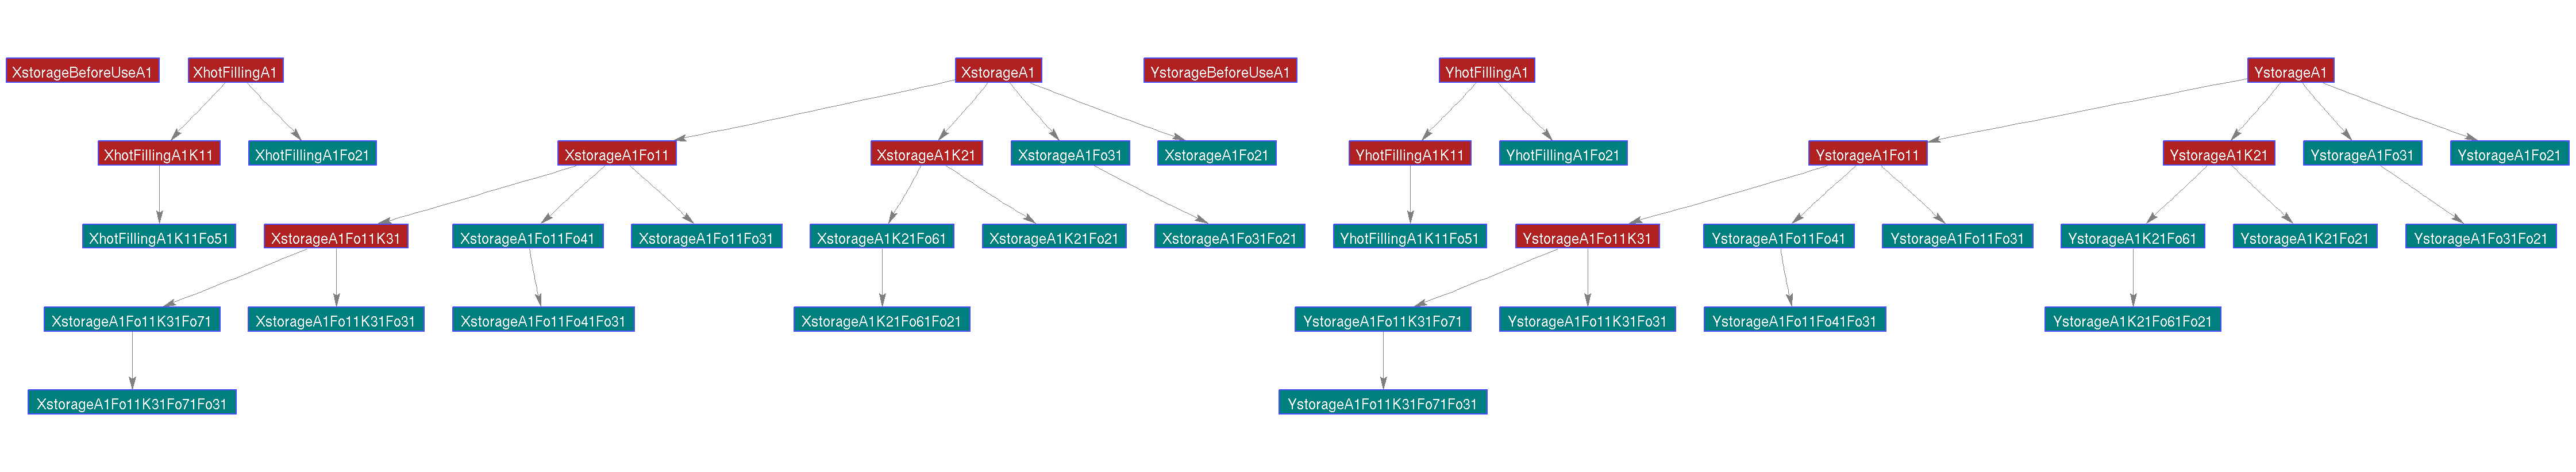 XstorageBeforeUseA1
XhotFillingA1
XstorageA1
YstorageBeforeUseA1
YhotFillingA1
YstorageA1
XhotFillingA1K11
XhotFillingA1Fo21
XstorageA1Fo11
XstorageA1K21
XstorageA1Fo31
XstorageA1Fo21
YhotFillingA1K11
YhotFillingA1Fo21
YstorageA1Fo11
YstorageA1K21
YstorageA1Fo31
YstorageA1Fo21
XhotFillingA1K11Fo51
XstorageA1Fo11K31
XstorageA1Fo11Fo41
XstorageA1Fo11Fo31
XstorageA1K21Fo61
XstorageA1K21Fo21
XstorageA1Fo31Fo21
YhotFillingA1K11Fo51
YstorageA1Fo11K31
YstorageA1Fo11Fo41
YstorageA1Fo11Fo31
YstorageA1K21Fo61
YstorageA1K21Fo21
YstorageA1Fo31Fo21
XstorageA1Fo11K31Fo71
XstorageA1Fo11K31Fo31
XstorageA1Fo11Fo41Fo31
XstorageA1K21Fo61Fo21
YstorageA1Fo11K31Fo71
YstorageA1Fo11K31Fo31
YstorageA1Fo11Fo41Fo31
YstorageA1K21Fo61Fo21
XstorageA1Fo11K31Fo71Fo31
YstorageA1Fo11K31Fo71Fo31